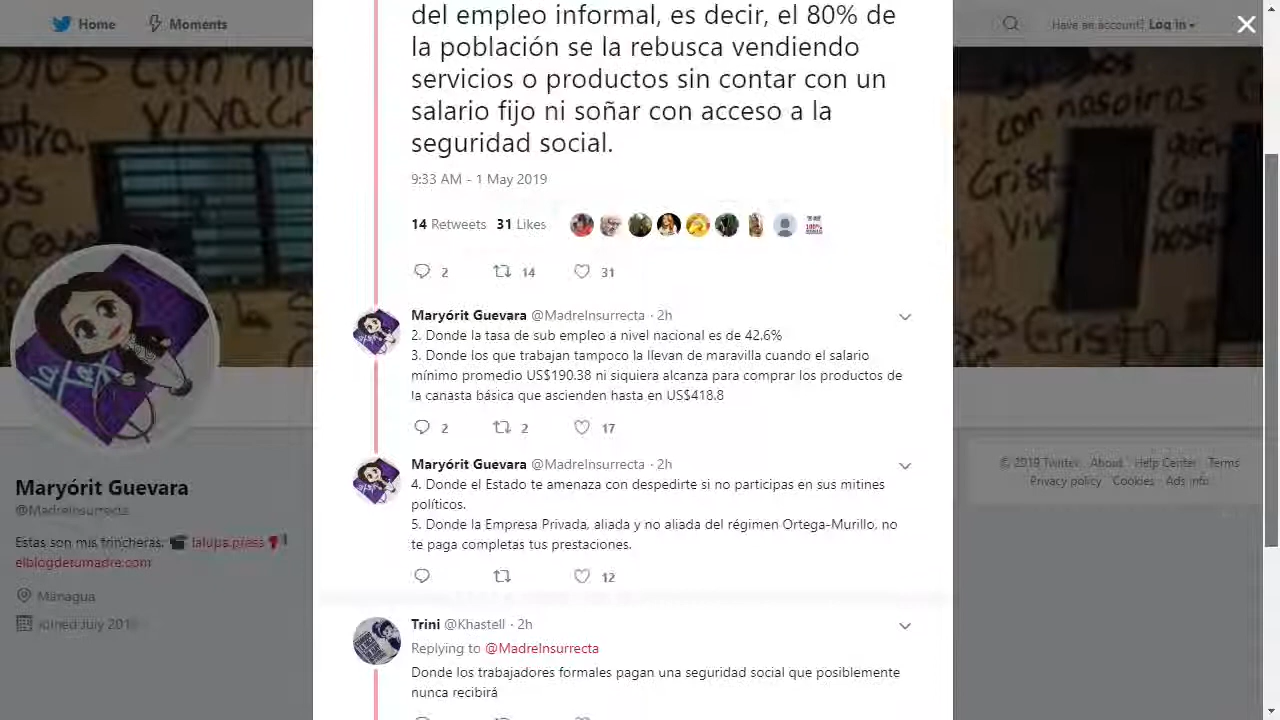 Home
Moments
Have an account? Log in
del empleo informal, es decir, el 80% de
la población se la rebusca vendiendo
servicios o productos sin contar con un
salario fijo ni soñar con acceso a la
seguridad social.
9:33 AM - 1 May 2019
14 Retweets 31 Likes
2 14 31
Maryórit Guevara @MadreInsurrecta · 2h
2. Donde la tasa de sub empleo a nivel nacional es de 42.6%
3. Donde los que trabajan tampoco la llevan de maravilla cuando el salario
mínimo promedio US$190.38 ni siquiera alcanza para comprar los productos de
la canasta básica que ascienden hasta en US$418.8
2 2 17
Maryórit Guevara @MadreInsurrecta · 2h
4. Donde el Estado te amenaza con despedirte si no participas en sus mitines
políticos.
5. Donde la Empresa Privada, aliada y no aliada del régimen Ortega-Murillo, no
te paga completas tus prestaciones.
12
Trini @Khastell · 2h
Replying to @MadreInsurrecta
Donde los trabajadores formales pagan una seguridad social que posiblemente
nunca recibirá
Maryórit Guevara
@MadreInsurrecta
Estas son mis trincheras. lalupa.press
elblogdetumadre.com
Managua
Joined July
© 2019 Twitter About Help Center Terms
Privacy policy Cookies Ads info